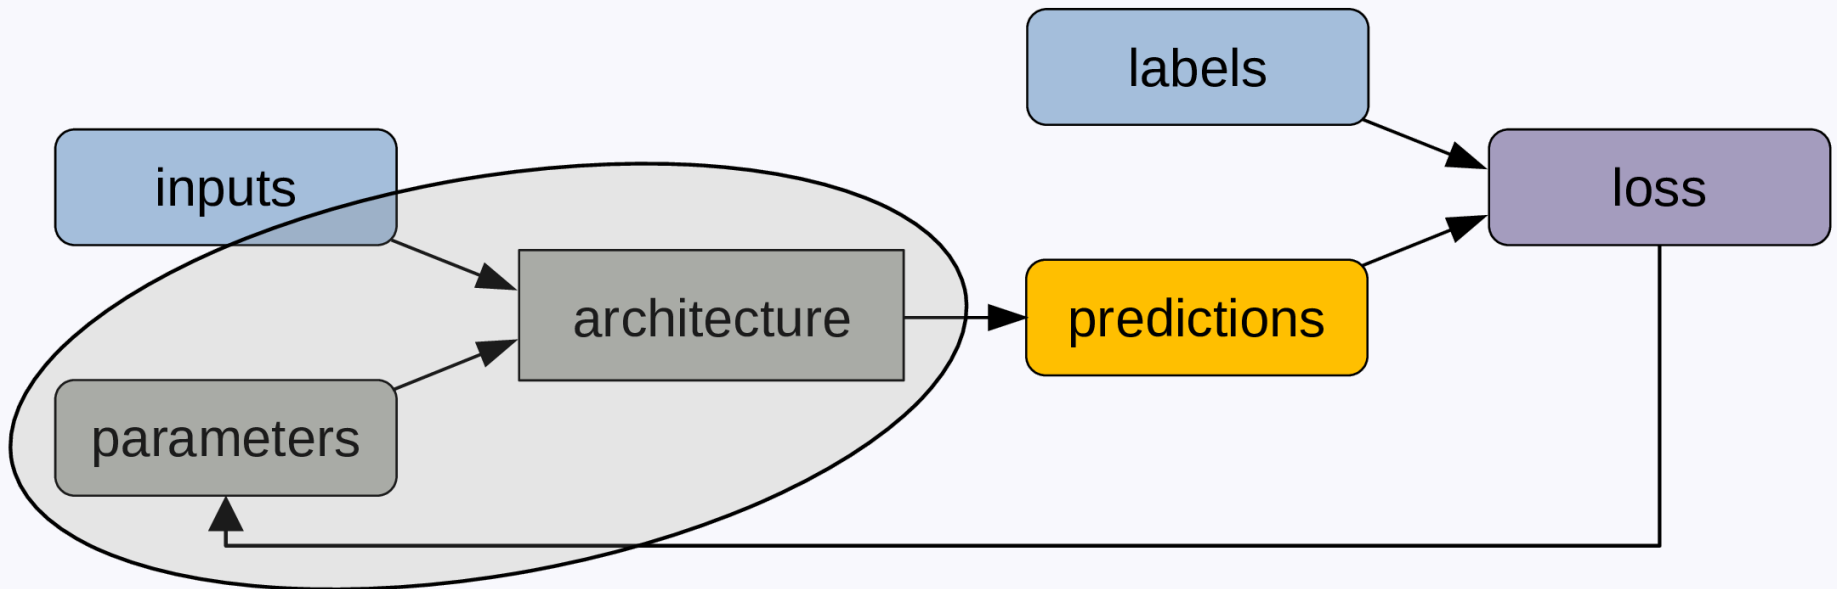 labels
inputs
loss
architecture
predictions
parameters